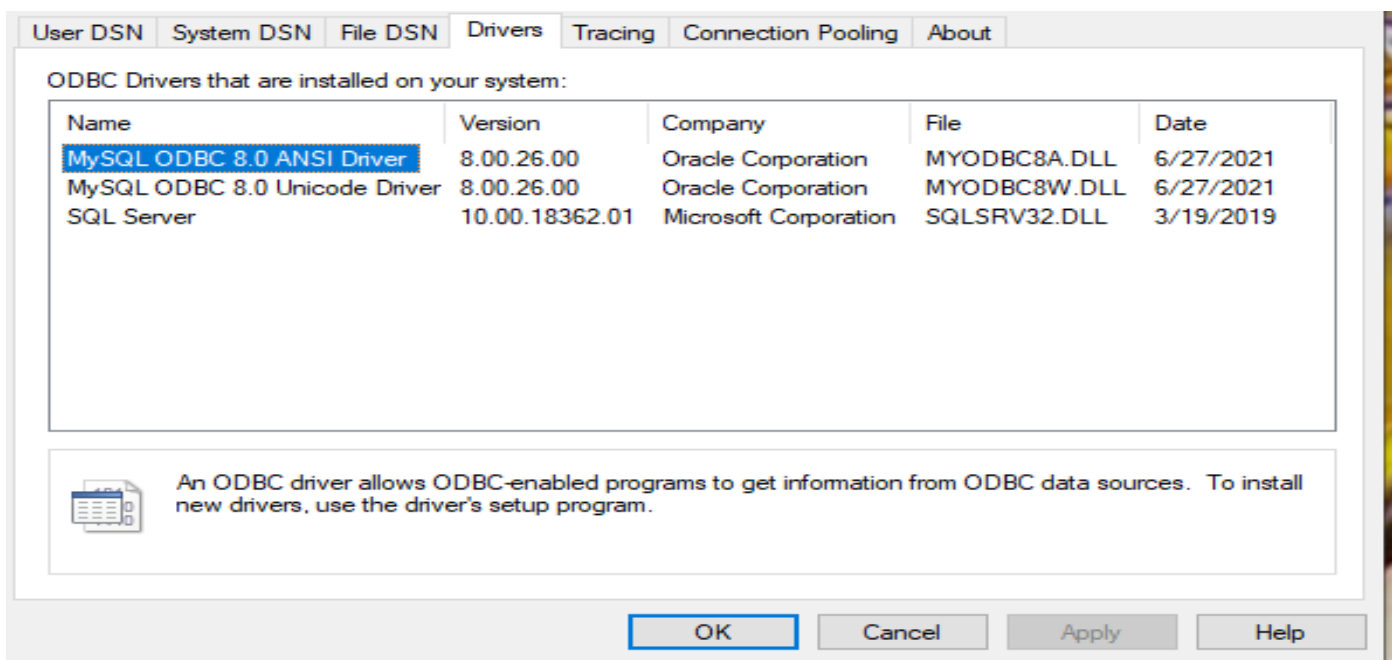 User DSN System DSN File DSN Drivers Tracing Connection Pooling About
ODBC Drivers that are installed on your system:
Name Version Company File Date
MySQL ODBC 8.0 ANSI Driver 8.00.26.00 Oracle Corporation MYODBC8A.DLL 6/27/2021
MySQL ODBC 8.0 Unicode Driver 8.00.26.00 Oracle Corporation MYODBC8W.DLL 6/27/2021
SQL Server 10.00.18362.01 Microsoft Corporation SQLSRV32.DLL 3/19/2019
An ODBC driver allows ODBC-enabled programs to get information from ODBC data sources. To install
new drivers, use the driver's setup program.
OK Cancel Apply Help